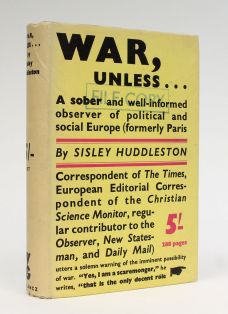 WAR,
UNLESS...
FILE COPY
A sober and well-informed
observer of political and
social Europe (formerly Paris
By SISLEY HUDDLESTON
Correspondent of The Times,
European Editorial Corres-
pondent of the Christian
Science Monitor, regu-
lar contributor to the
Observer, New States-
man, and Daily Mail)
5/-
288 pages
utters a solemn warning of the imminent possibility
of war. "Yes, I am a scaremonger," he
writes, "that is the only decent rôle
WAR,
UNLESS...